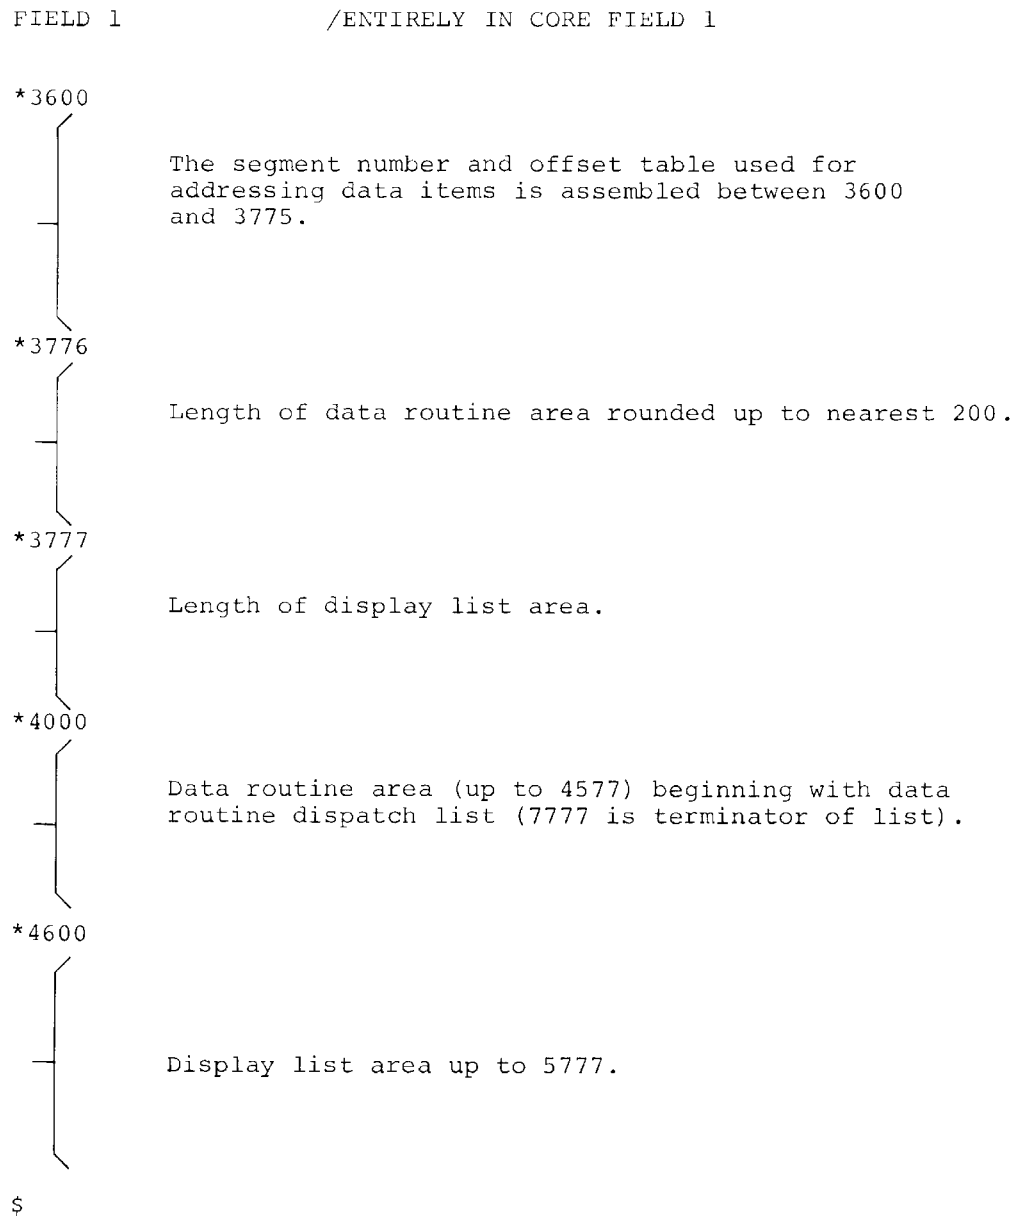 FIELD 1 /ENTIRELY IN CORE FIELD 1
*3600
The segment number and offset table used for
addressing data items is assembled between 3600
and 3775.
*3776
Length of data routine area rounded up to nearest 200.
*3777
Length of display list area.
*4000
Data routine area (up to 4577) beginning with data
routine dispatch list (7777 is terminator of list).
*4600
Display list area up to 5777.
$